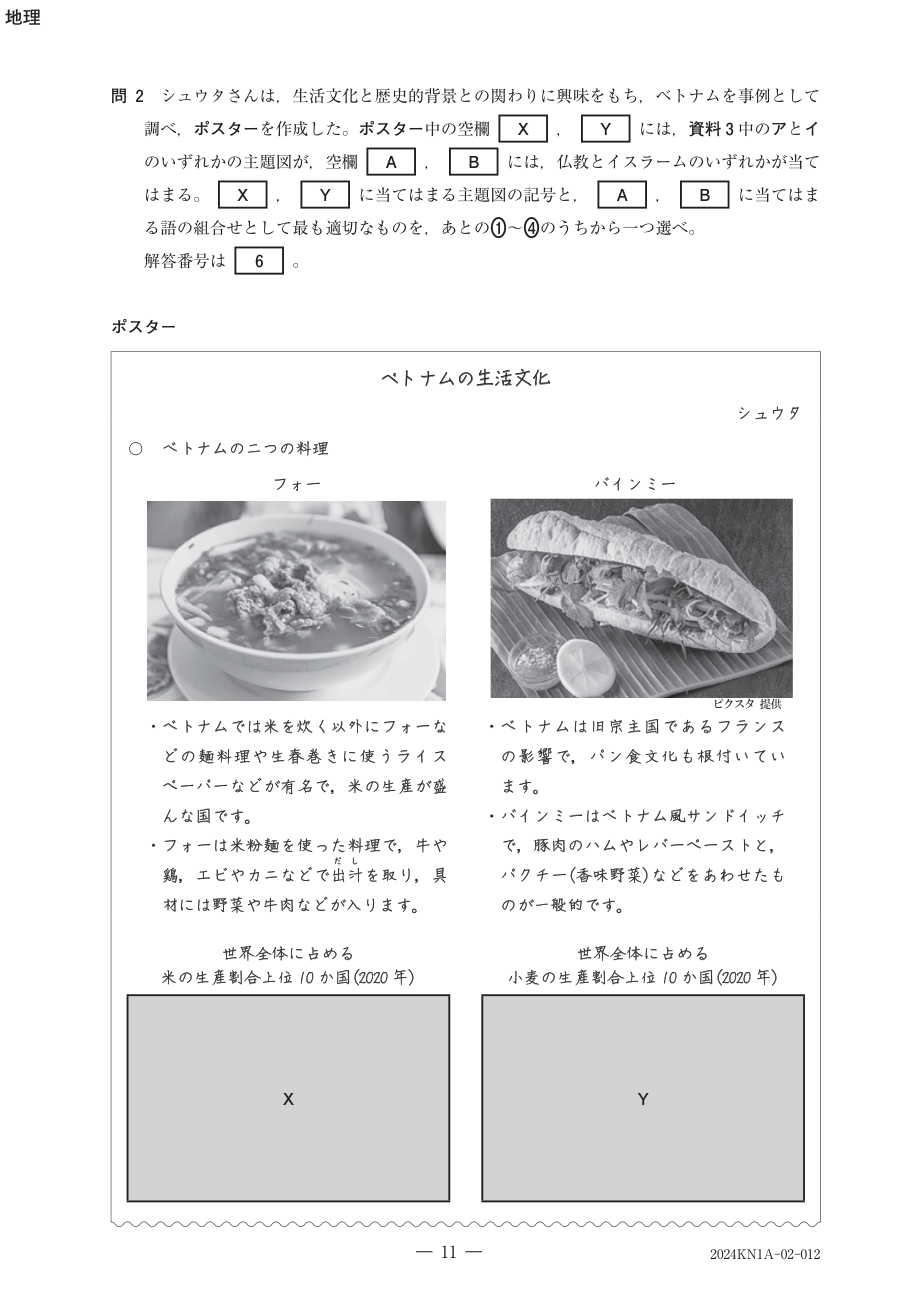 地理
問 2 シュウタさんは，生活文化と歴史的背景との関わりに興味をもち，ベトナムを事例として
調べ，ポスターを作成した。ポスター中の空欄 X ， Y には，資料 3 中のアとイ
のいずれかの主題図が，空欄 A ， B には，仏教とイスラームのいずれかが当て
はまる。 X ， Y に当てはまる主題図の記号と， A ， B に当てはま
る語の組合せとして最も適切なものを，あとの①～④のうちから一つ選べ。
解答番号は 6 。
ポスター
ベトナムの生活文化
シュウタ
○ ベトナムの二つの料理
フォー
・ベトナムでは米を炊く以外にフォーな
どの麺料理や生春巻きに使うライス
ペーパーなどが有名で，米の生産が盛
んな国です。
・フォーは米粉麺を使った料理で，牛や
だし
鶏，エビやカニなどで出汁を取り，具
材には野菜や牛肉などが入ります。
世界全体に占める
米の生産割合上位 10 か国(2020 年)
X
バインミー
ピクスタ 提供
・ベトナムは旧宗主国であるフランス
の影響で，パン食文化も根付いてい
ます。
・バインミーはベトナム風サンドイッチ
で，豚肉のハムやレバーペーストと，
パクチー(香味野菜)などをあわせたも
のが一般的です。
世界全体に占める
小麦の生産割合上位 10 か国(2020 年)
Y
― 11 ―
2024KN1A-02-012